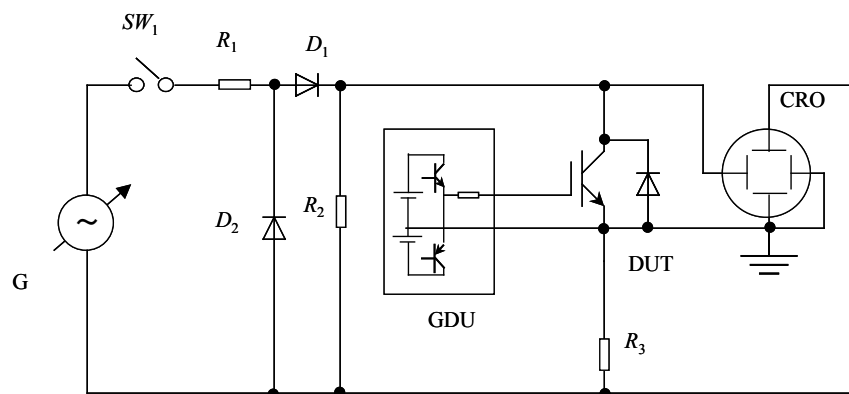 SW₁
R₁
D₁
CRO
D₂
R₂
~
G
DUT
GDU
R₃